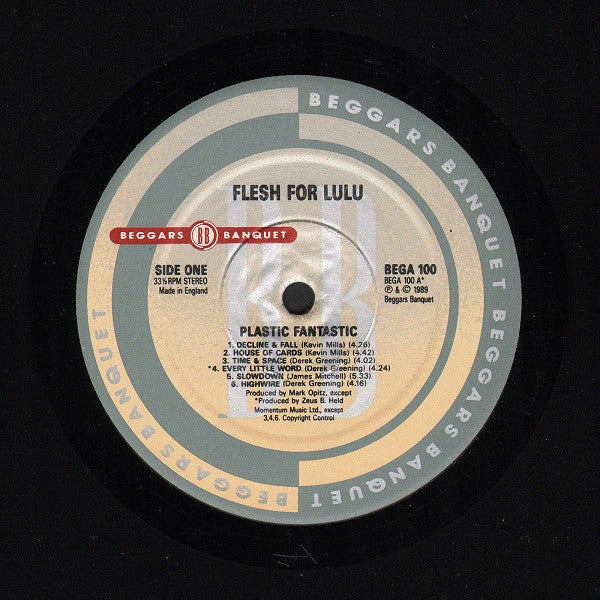 BEGGARS BANQUET BEGGARS BANQUET BEGGARS BANQUET
FLESH FOR LULU
BEGGARS BB BANQUET
SIDE ONE
33⅓RPM STEREO
Made in England
BEGA 100
BEGA 100 A
℗ & © 1989
Beggars Banquet
PLASTIC FANTASTIC
1. DECLINE & FALL (Kevin Mills) (4.26)
2. HOUSE OF CARDS (Kevin Mills) (4.42)
3. TIME & SPACE (Derek Greening) (4.02)
*4. EVERY LITTLE WORD (Derek Greening) (4.24)
5. SLOWDOWN (James Mitchell) (5.33)
6. HIGHWIRE (Derek Greening) (4.16)
Produced by Mark Opitz, except
*Produced by Zeus B. Held
Momentum Music Ltd., except
3,4,6. Copyright Control